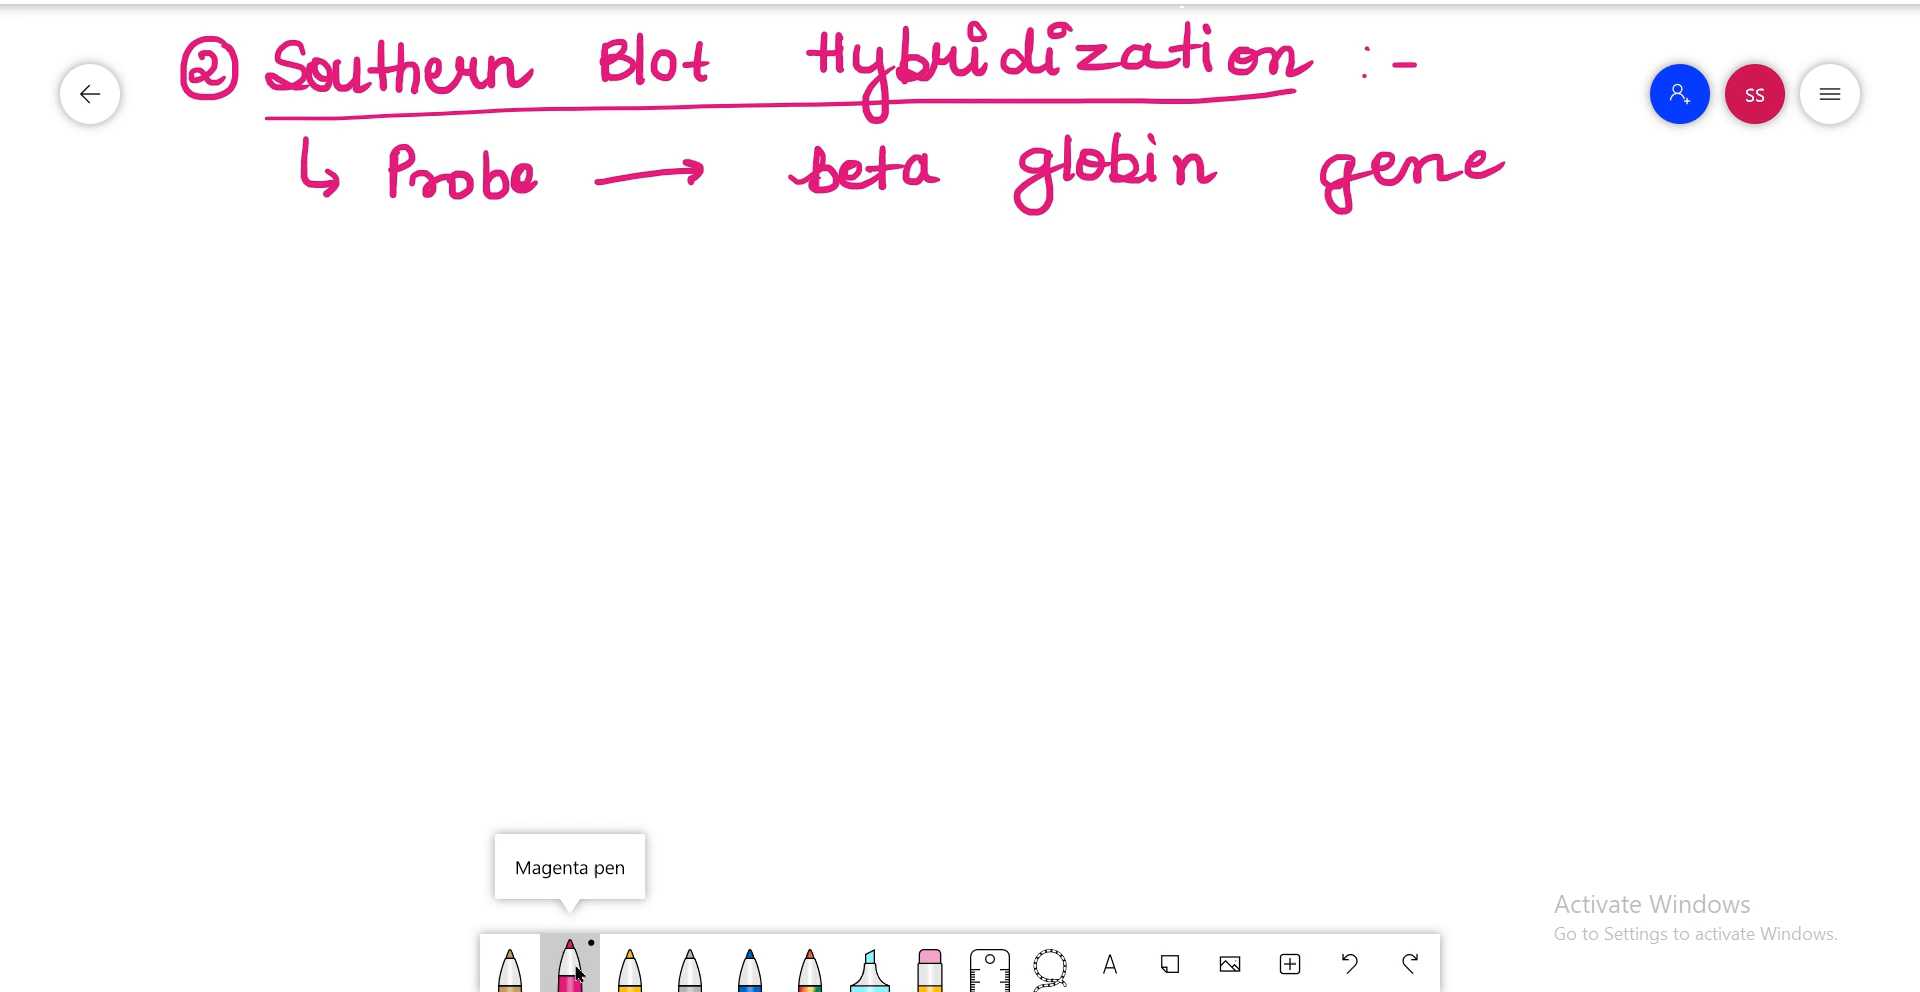 ② Southern Blot Hybridization :-
↳ Probe → beta globin gene
SS
Magenta pen
Activate Windows
Go to Settings to activate Windows.